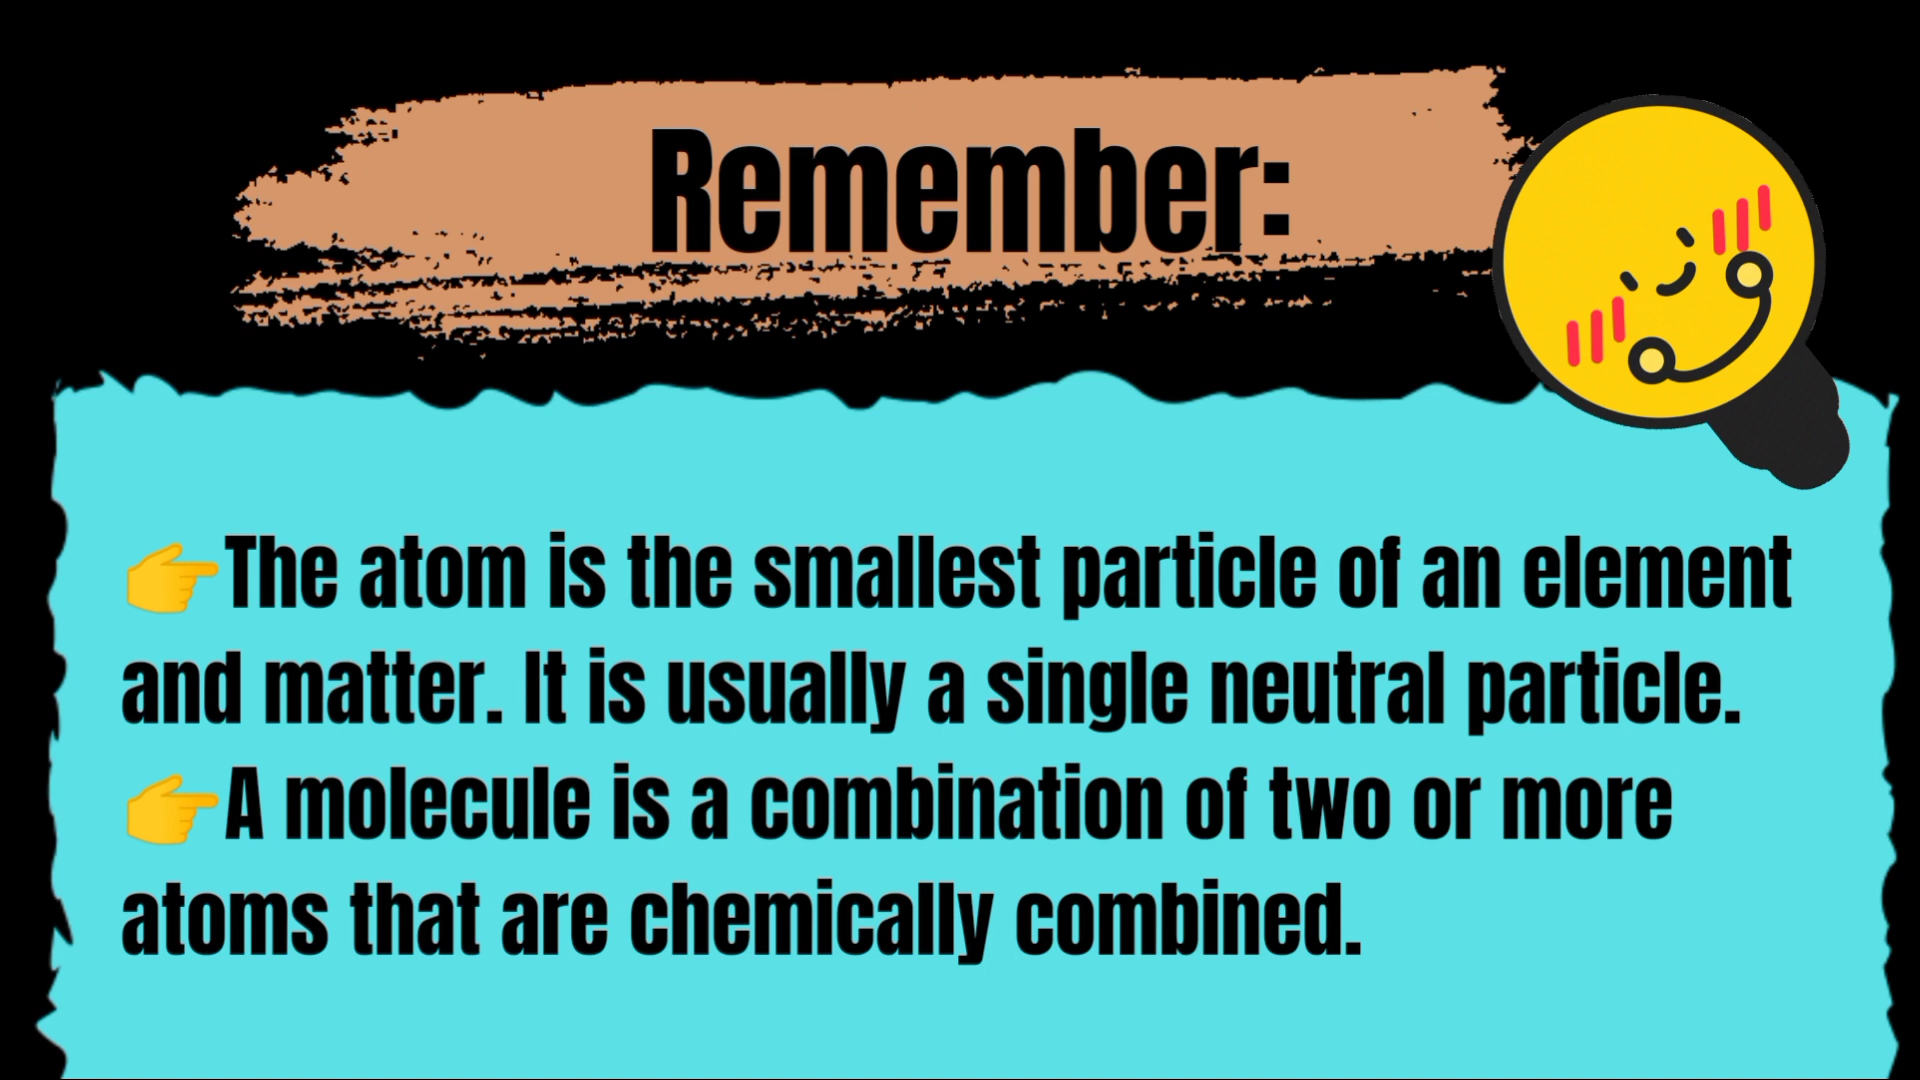 Remember:
👉The atom is the smallest particle of an element
and matter. It is usually a single neutral particle.
👉A molecule is a combination of two or more
atoms that are chemically combined.